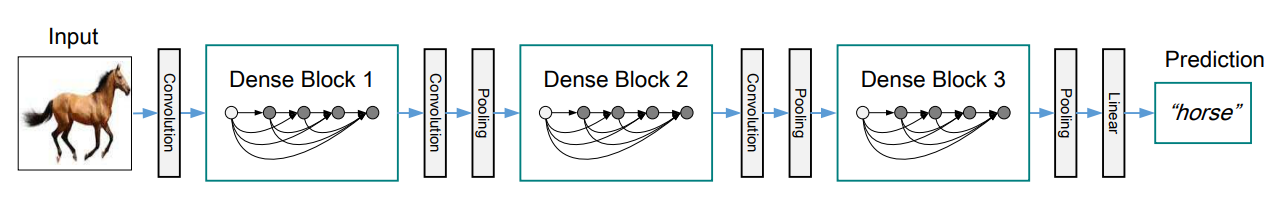 Input
Convolution
Dense Block 1
Convolution
Pooling
Dense Block 2
Convolution
Pooling
Dense Block 3
Pooling
Linear
Prediction
“horse”